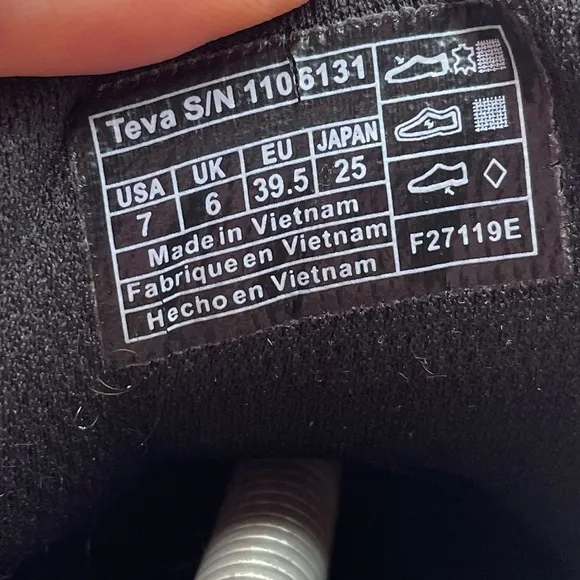 Teva S/N 1106131
USA UK EU JAPAN
7 6 39.5 25
Made in Vietnam
Fabrique en Vietnam
Hecho en Vietnam
F27119E